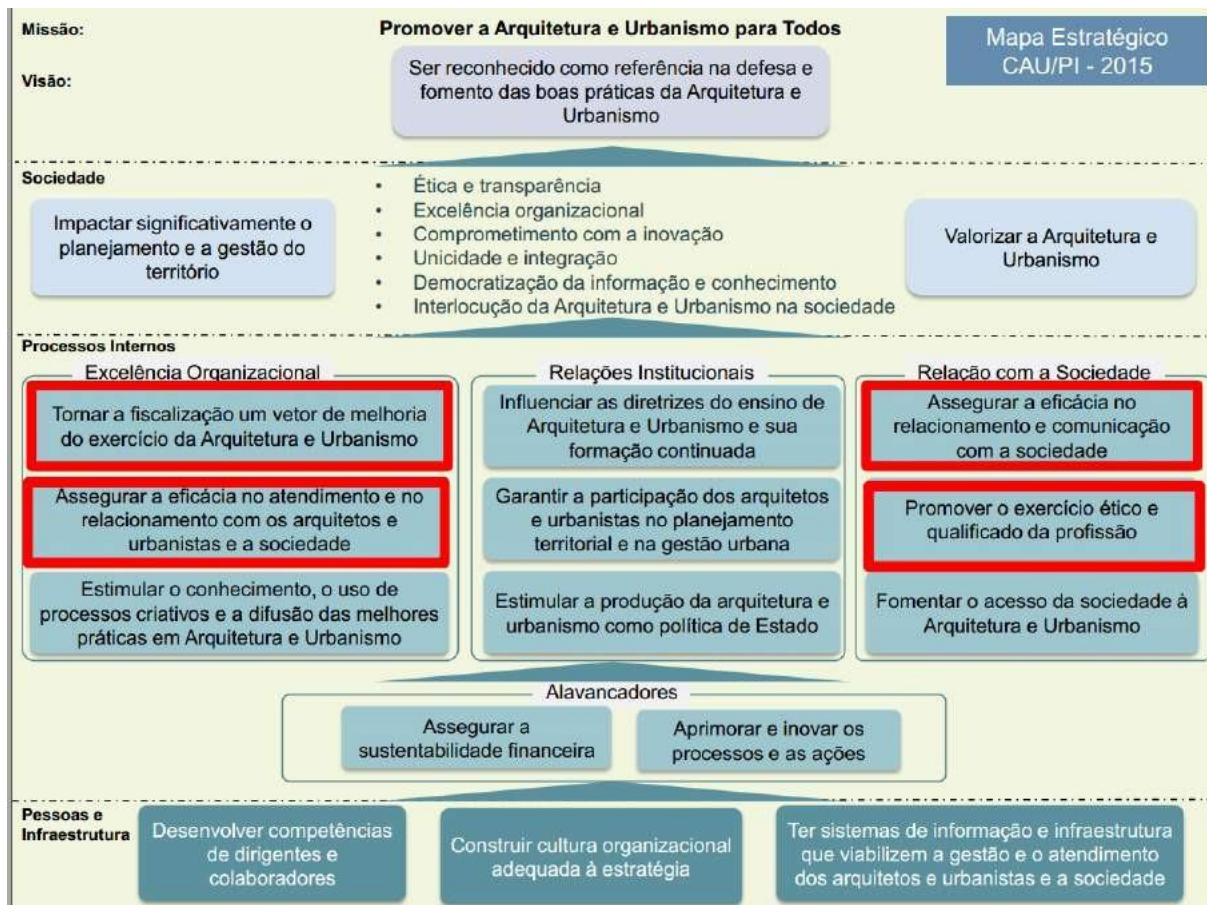 Missão:
Promover a Arquitetura e Urbanismo para Todos
Mapa Estratégico
CAU/PI - 2015
Visão:
Ser reconhecido como referência na defesa e
fomento das boas práticas da Arquitetura e
Urbanismo
Sociedade
Impactar significativamente o
planejamento e a gestão do
território
• Ética e transparência
• Excelência organizacional
• Comprometimento com a inovação
• Unicidade e integração
• Democratização da informação e conhecimento
• Interlocução da Arquitetura e Urbanismo na sociedade
Valorizar a Arquitetura e
Urbanismo
Processos Internos
Excelência Organizacional
Tornar a fiscalização um vetor de melhoria
do exercício da Arquitetura e Urbanismo
Assegurar a eficácia no atendimento e no
relacionamento com os arquitetos e
urbanistas e a sociedade
Estimular o conhecimento, o uso de
processos criativos e a difusão das melhores
práticas em Arquitetura e Urbanismo
Relações Institucionais
Influenciar as diretrizes do ensino de
Arquitetura e Urbanismo e sua
formação continuada
Garantir a participação dos arquitetos
e urbanistas no planejamento
territorial e na gestão urbana
Estimular a produção da arquitetura e
urbanismo como política de Estado
Relação com a Sociedade
Assegurar a eficácia no
relacionamento e comunicação
com a sociedade
Promover o exercício ético e
qualificado da profissão
Fomentar o acesso da sociedade à
Arquitetura e Urbanismo
Alavancadores
Assegurar a
sustentabilidade financeira
Aprimorar e inovar os
processos e as ações
Pessoas e
Infraestrutura
Desenvolver competências
de dirigentes e
colaboradores
Construir cultura organizacional
adequada à estratégia
Ter sistemas de informação e infraestrutura
que viabilizem a gestão e o atendimento
dos arquitetos e urbanistas e a sociedade